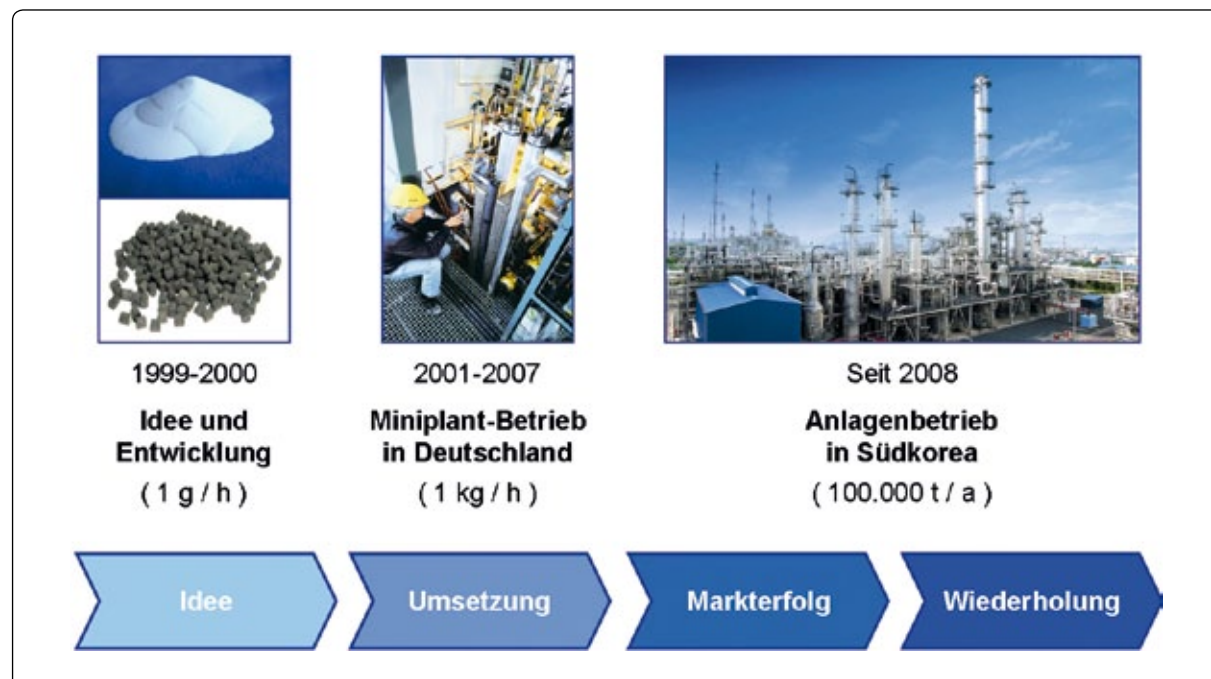 1999-2000
Idee und
Entwicklung
( 1 g / h )
2001-2007
Miniplant-Betrieb
in Deutschland
( 1 kg / h )
Seit 2008
Anlagenbetrieb
in Südkorea
( 100.000 t / a )
Idee
Umsetzung
Markterfolg
Wiederholung